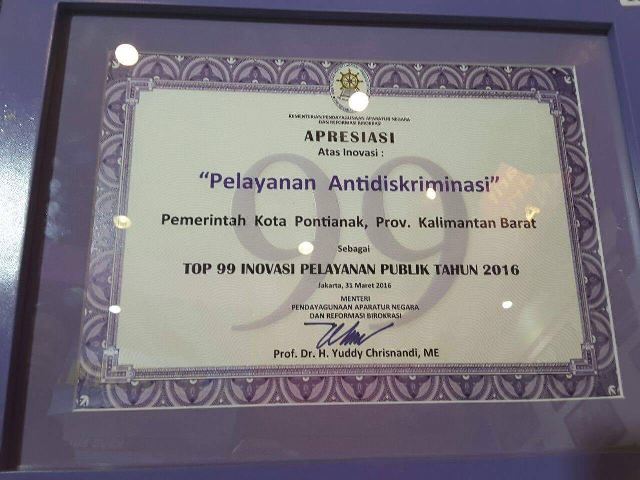 KEMENTERIAN PENDAYAGUNAAN APARATUR NEGARA
DAN REFORMASI BIROKRASI
APRESIASI
Atas Inovasi :
"Pelayanan Antidiskriminasi"
Pemerintah Kota Pontianak, Prov. Kalimantan Barat
Sebagai
TOP 99 INOVASI PELAYANAN PUBLIK TAHUN 2016
Jakarta, 31 Maret 2016
MENTERI
PENDAYAGUNAAN APARATUR NEGARA
DAN REFORMASI BIROKRASI
Prof. Dr. H. Yuddy Chrisnandi, ME
99